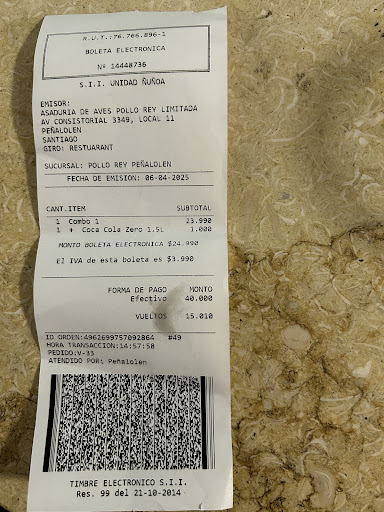 R.U.T.:76.766.896-1
BOLETA ELECTRONICA
Nº 14448736
S.I.I. UNIDAD ÑUÑOA
EMISOR:
ASADURIA DE AVES POLLO REY LIMITADA
AV CONSISTORIAL 3349, LOCAL 11
PEÑALOLEN
SANTIAGO
GIRO: RESTUARANT
SUCURSAL: POLLO REY PEÑALOLEN
FECHA DE EMISION: 06-04-2025
CANT.ITEM SUBTOTAL
1 Combo 1 23.990
1 + Coca Cola Zero 1.5L 1.000
MONTO BOLETA ELECTRONICA $24.990
El IVA de esta boleta es $3.990
FORMA DE PAGO MONTO
Efectivo 40.000
VUELTOS 15.010
ID ORDEN:4962699757092864 #49
HORA TRANSACCION:14:57:58
PEDIDO:V-33
ATENDIDO POR: Peñalolen
TIMBRE ELECTRONICO S.I.I.
Res. 99 del 21-10-2014